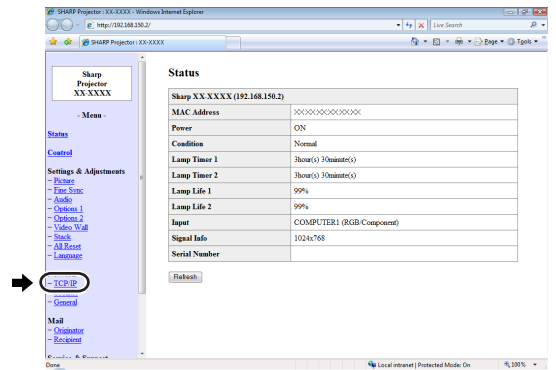 SHARP Projector : XX-XXXX - Windows Internet Explorer
http://192.168.150.2/
Live Search
SHARP Projector : XX-XXXX
Page
Tools
Sharp
Projector
XX-XXXX
- Menu -
Status
Control
Settings & Adjustments
– Picture
– Fine Sync
– Audio
– Options 1
– Options 2
– Video Wall
– Stack
– All Reset
– Language
– TCP/IP
– General
Mail
– Originator
– Recipient
Service & Support
Status
Sharp XX-XXXX (192.168.150.2)
MAC Address XXXXXXXXXXXX
Power ON
Condition Normal
Lamp Timer 1 3hour(s) 30minute(s)
Lamp Timer 2 3hour(s) 30minute(s)
Lamp Life 1 99%
Lamp Life 2 99%
Input COMPUTER1 (RGB/Component)
Signal Info 1024x768
Serial Number
Refresh
Done
Local intranet | Protected Mode: On
100%